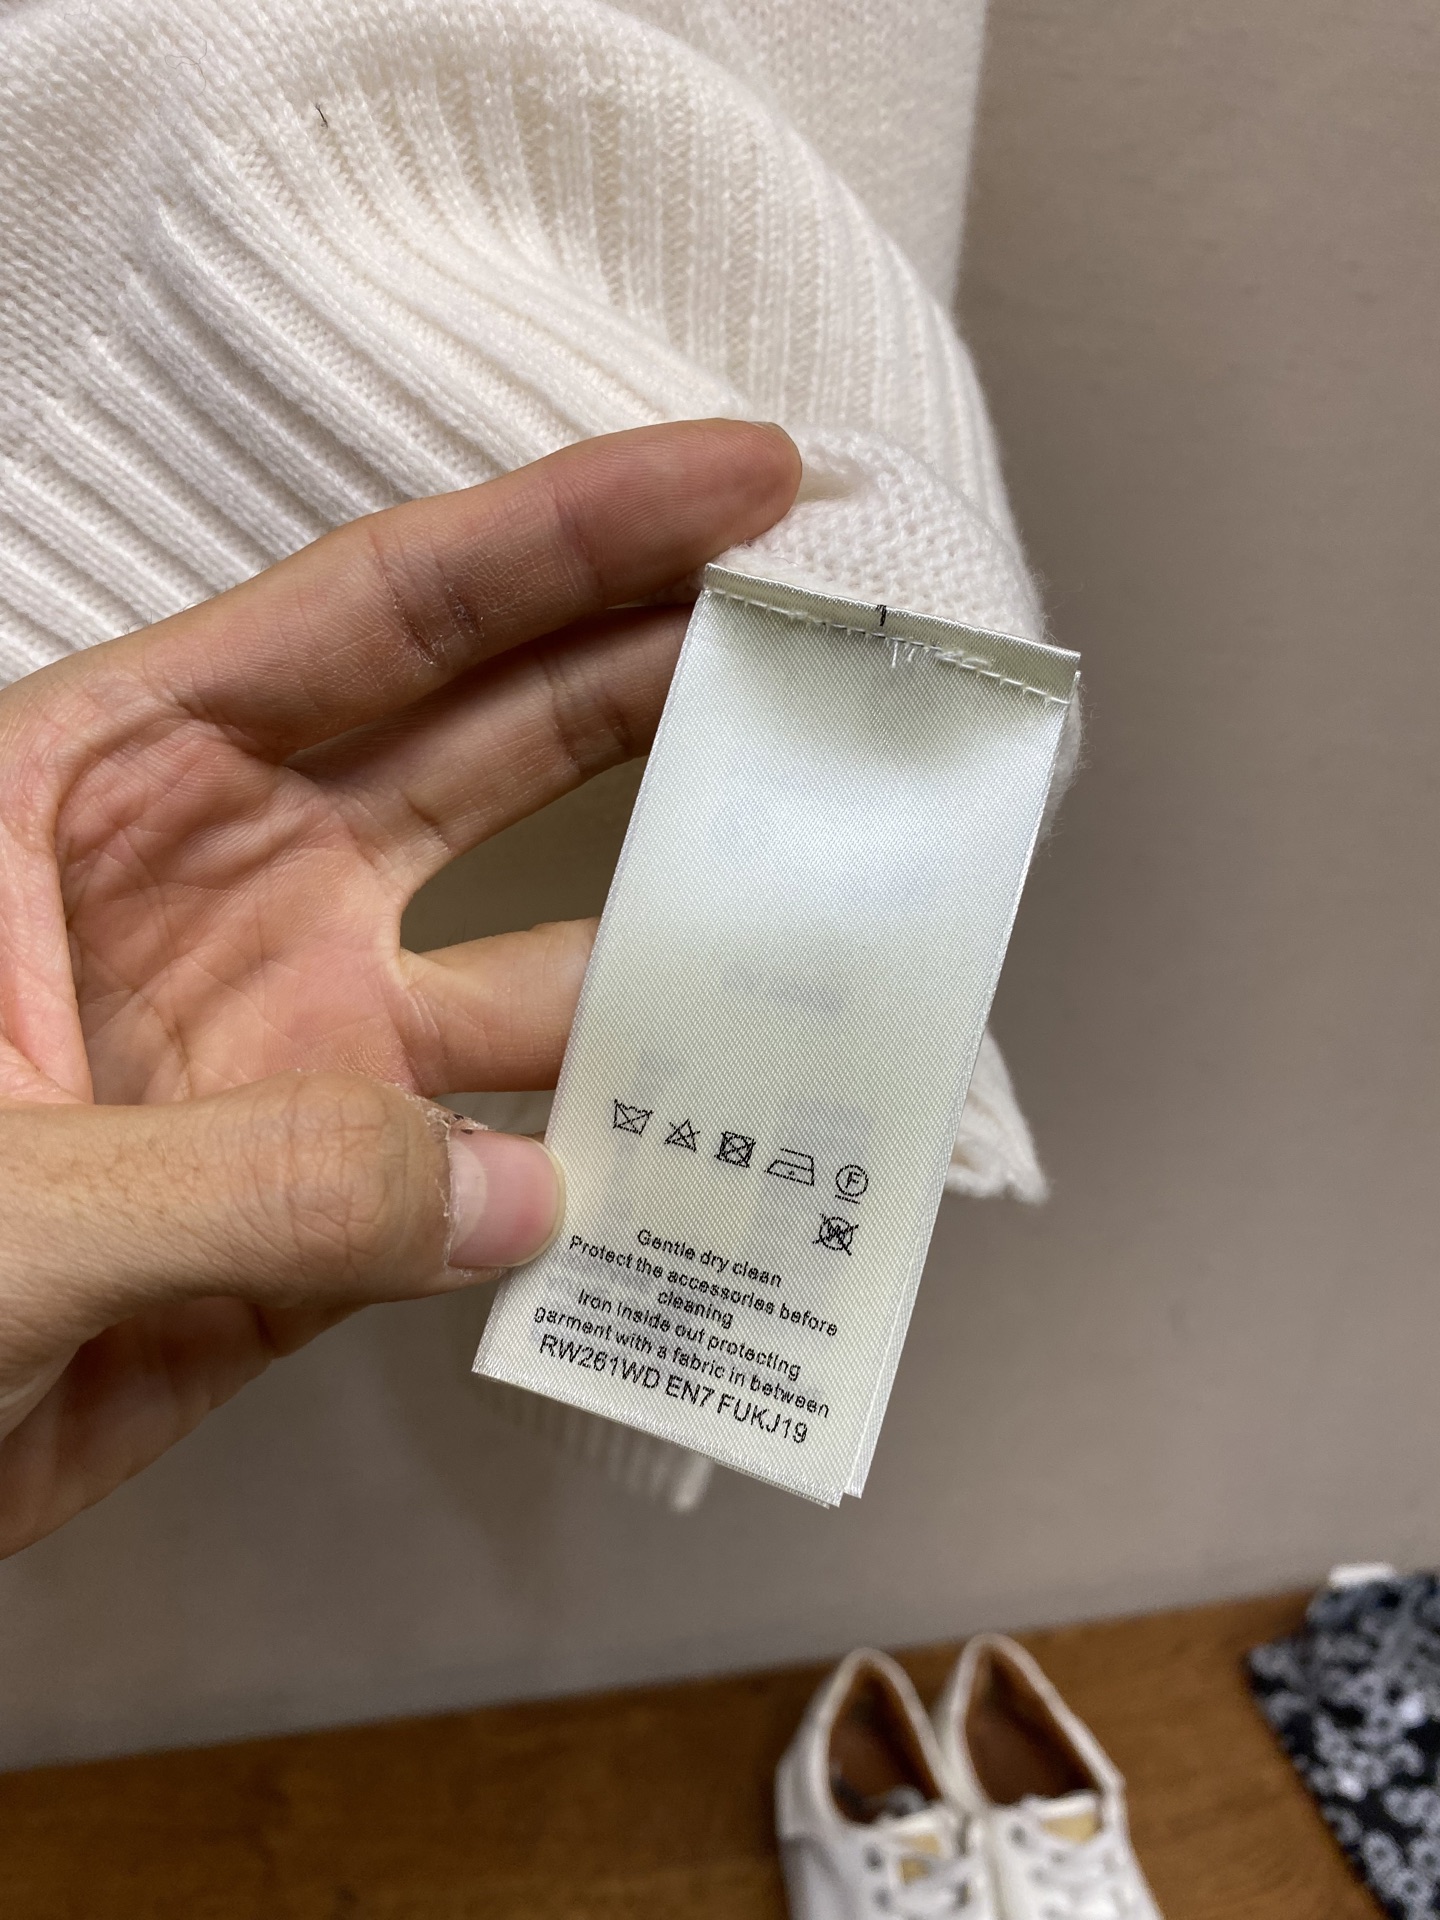 F
W
Gentle dry clean
Protect the accessories before
cleaning
Iron inside out protecting
garment with a fabric in between
RW261WD EN7 FUKJ19